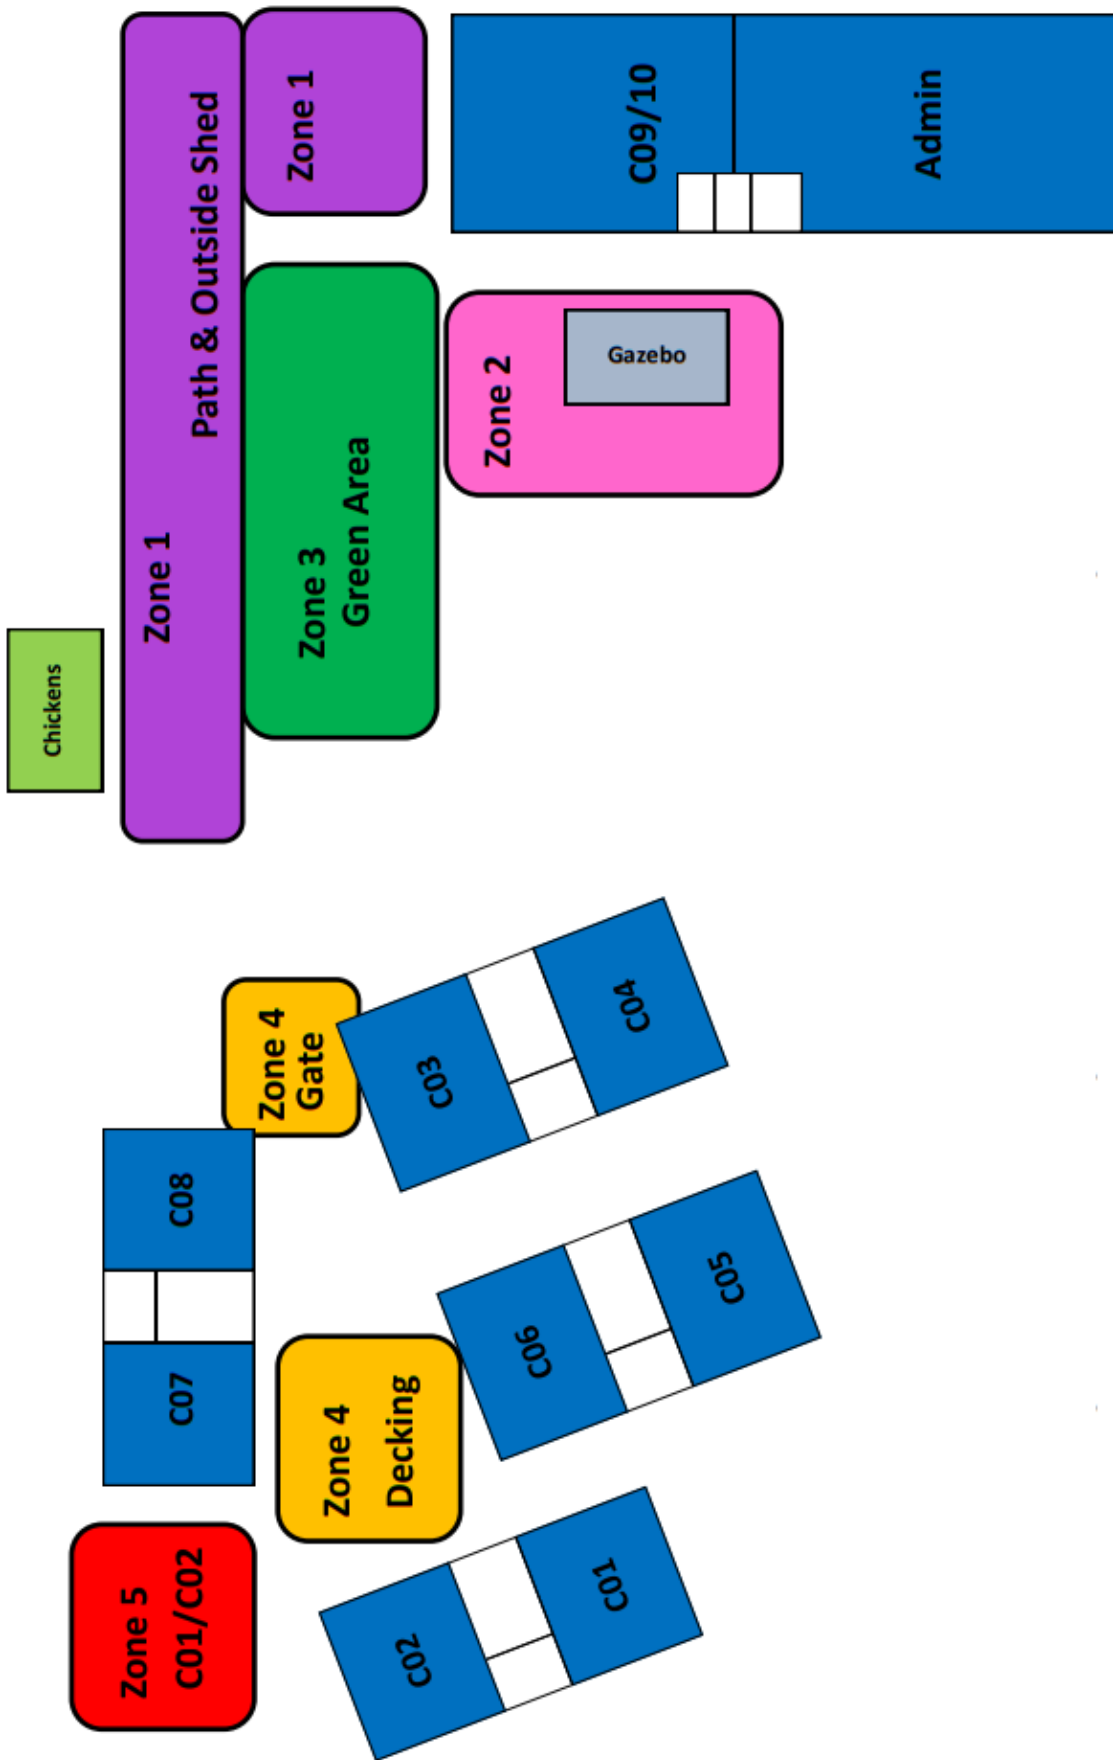 Chickens
Zone 1
Path & Outside Shed
Zone 1
Zone 3
Green Area
Zone 2
Gazebo
C09/10
Admin
Zone 4
Gate
C03
C04
C08
C07
Zone 4
Decking
C06
C05
Zone 5
C01/C02
C02
C01